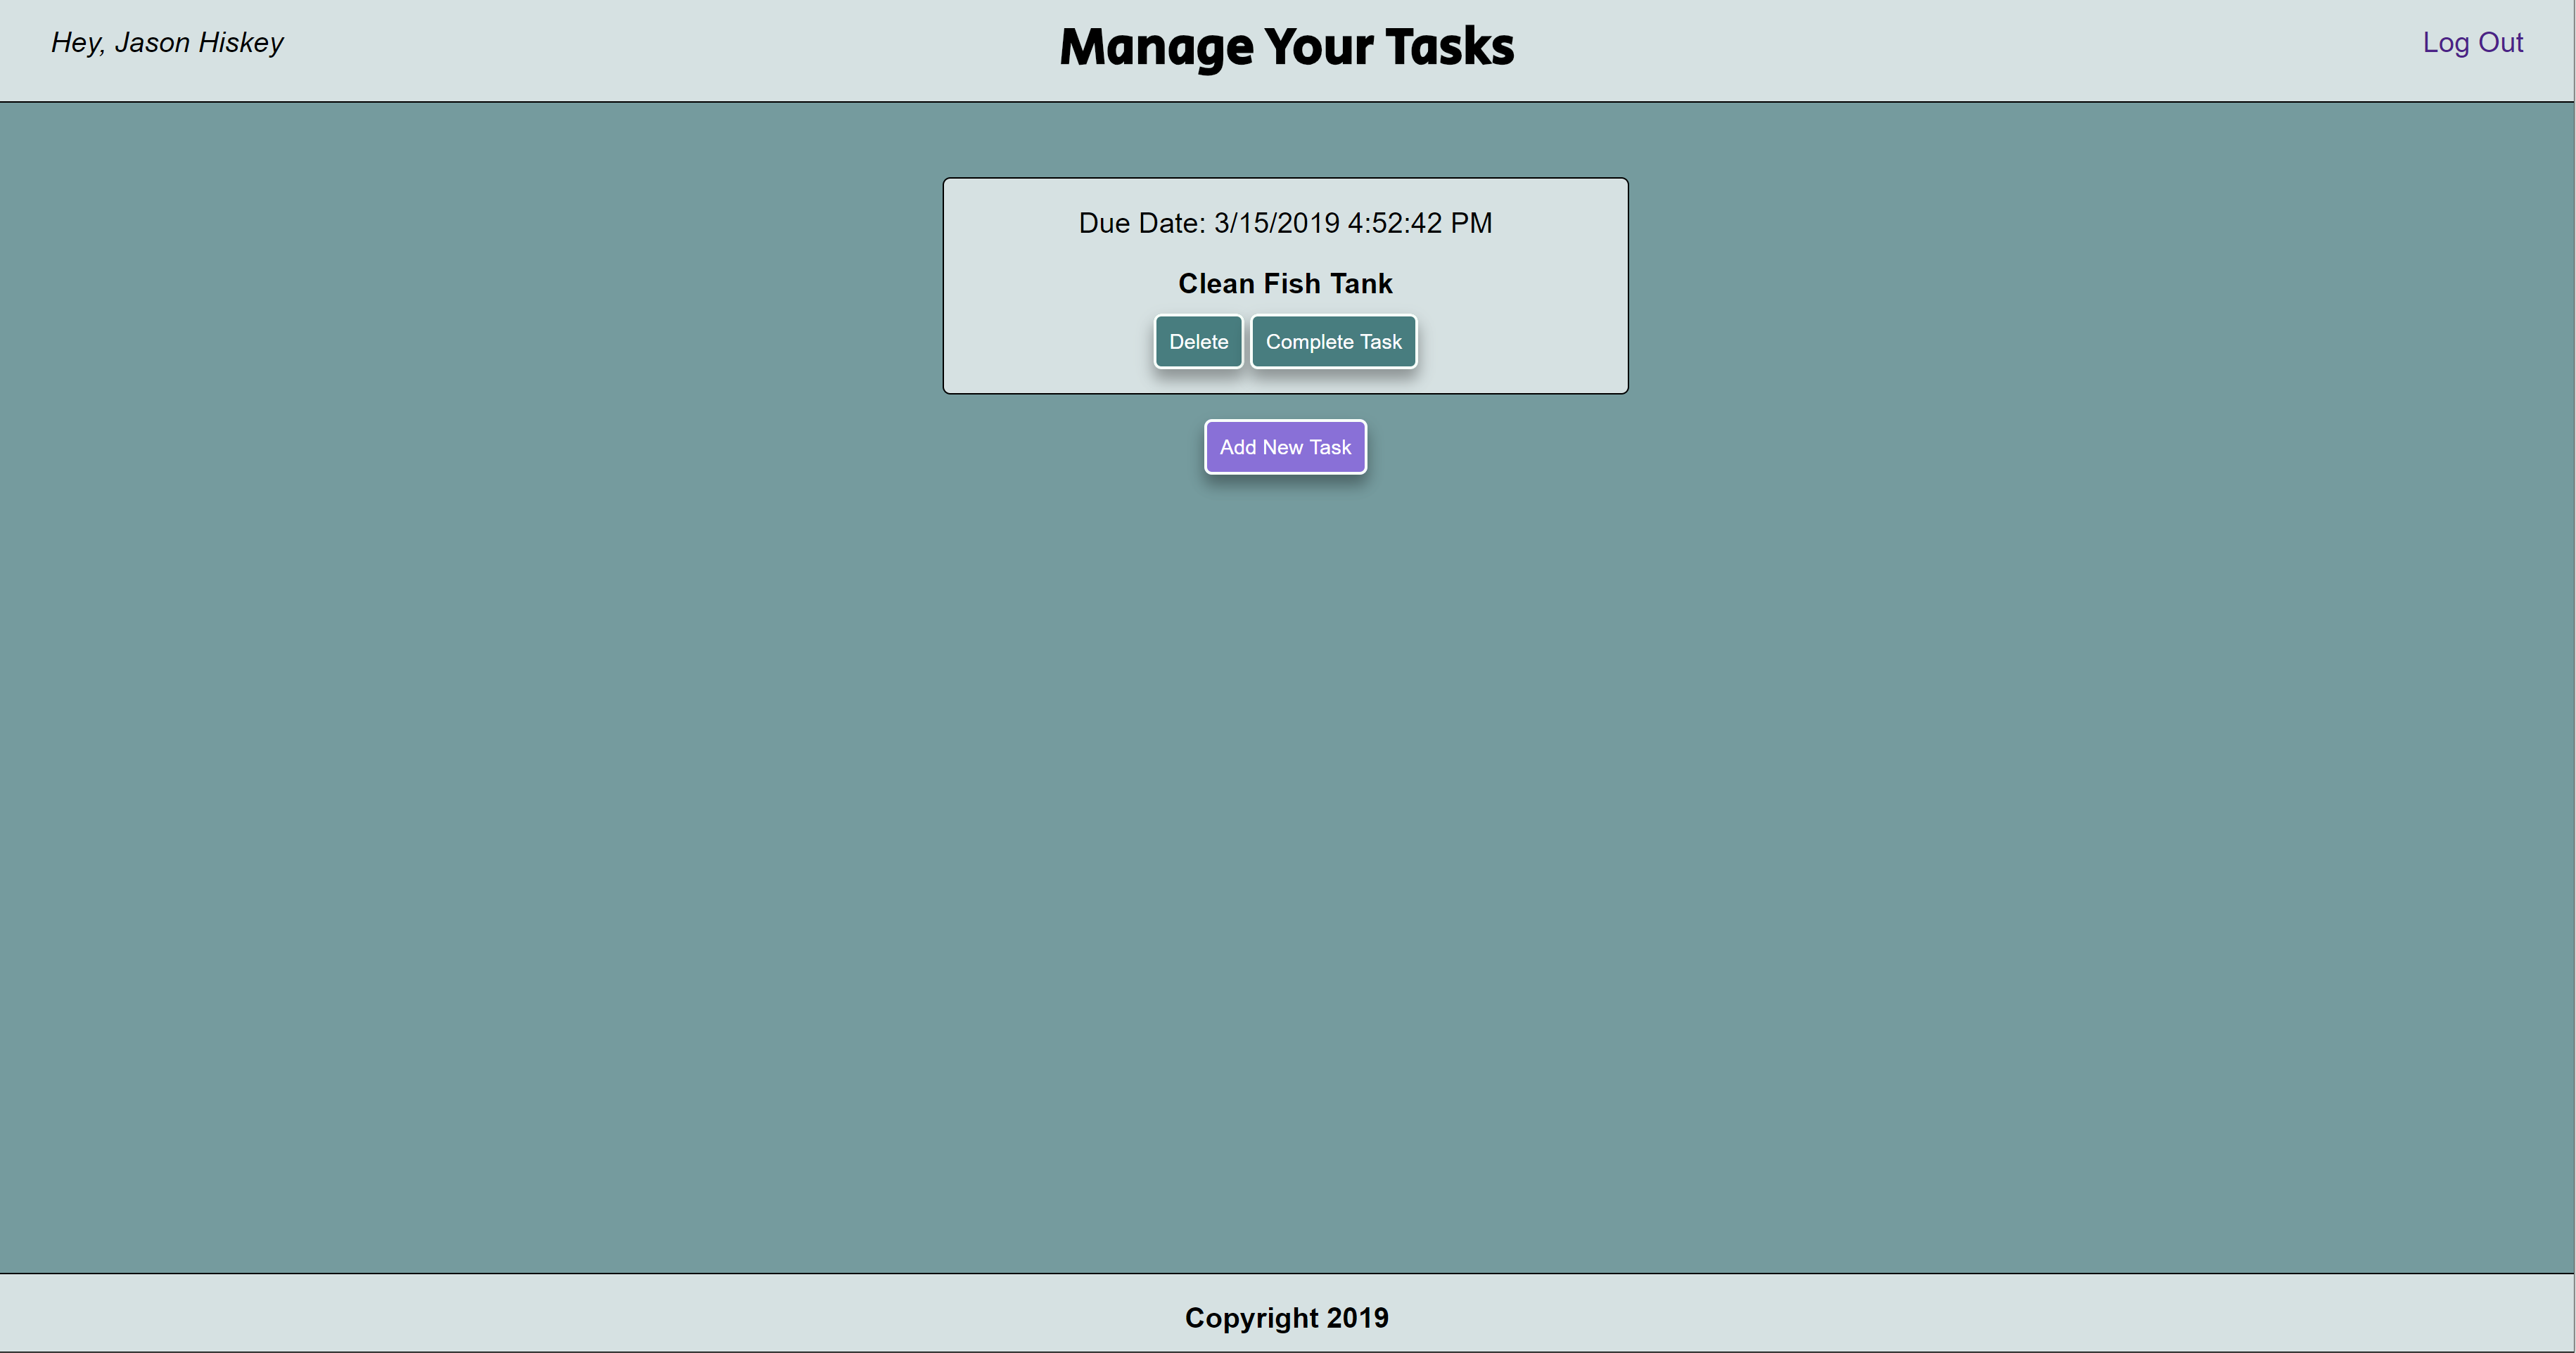 Hey, Jason Hiskey
Manage Your Tasks
Log Out
Due Date: 3/15/2019 4:52:42 PM
Clean Fish Tank
Delete
Complete Task
Add New Task
Copyright 2019